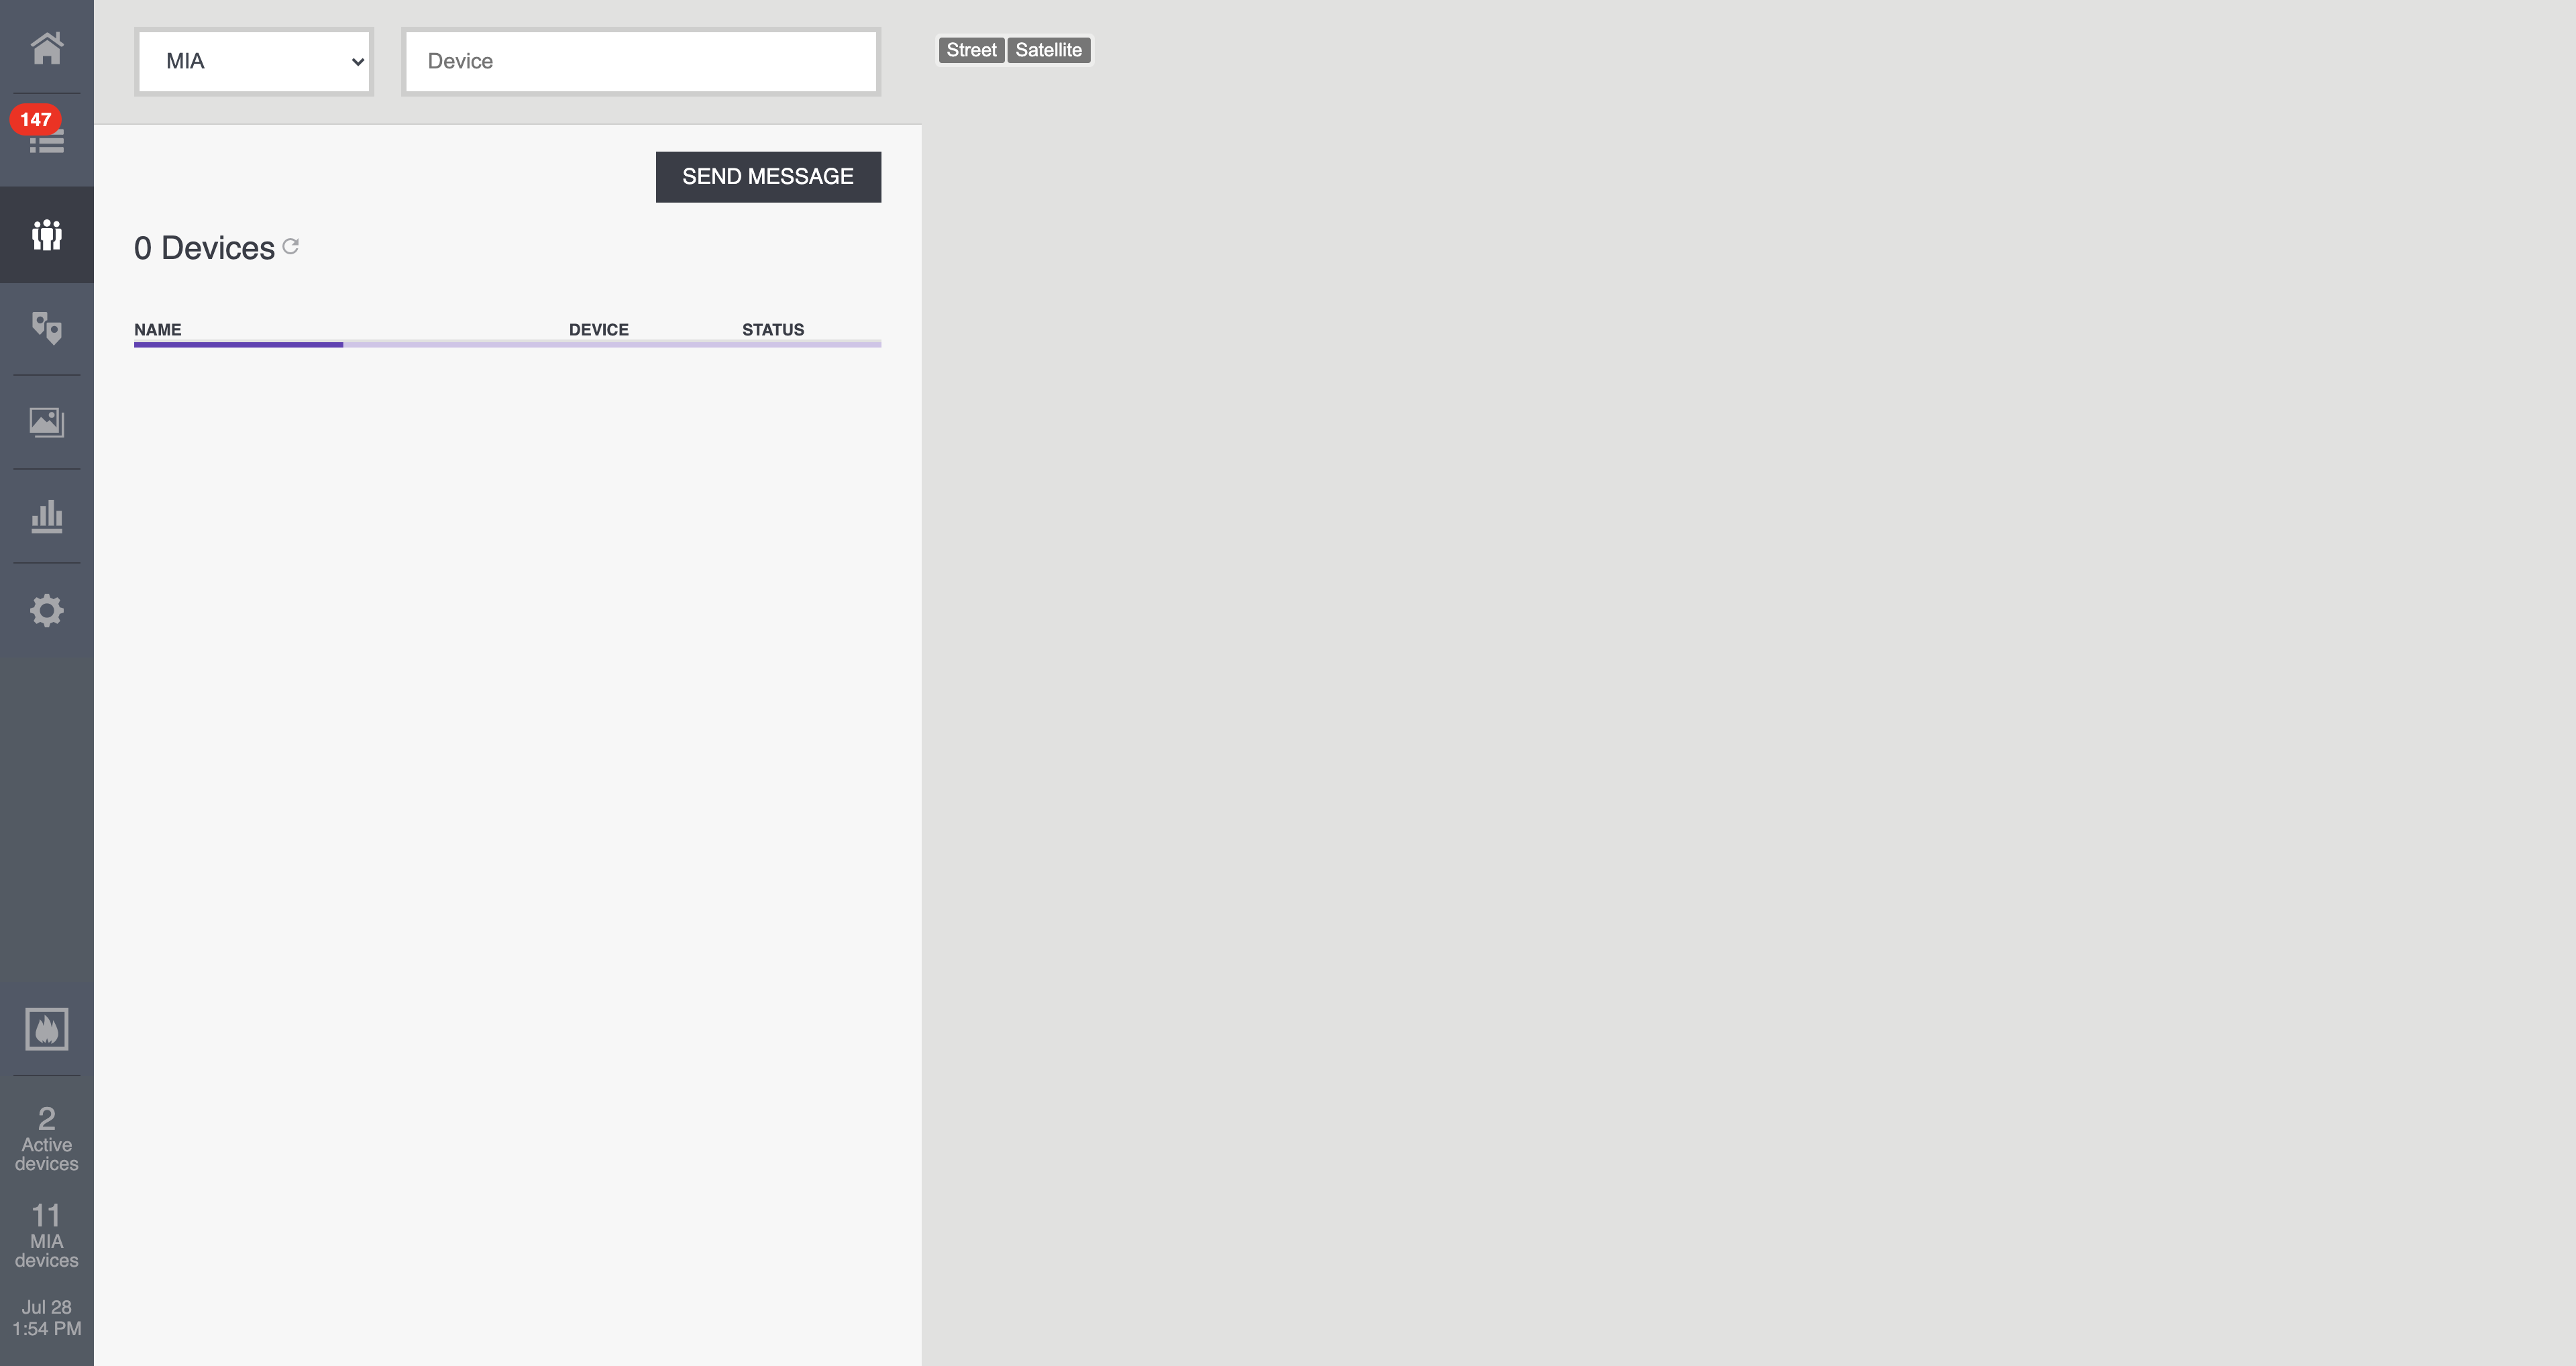 MIA
Device
Street
Satellite
147
SEND MESSAGE
0 Devices
NAME
DEVICE
STATUS
2
Active
devices
11
MIA
devices
Jul 28
1:54 PM